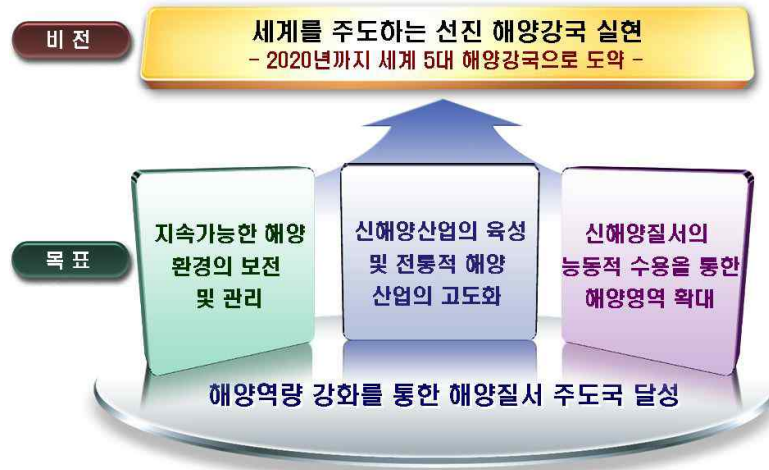 비 전
세계를 주도하는 선진 해양강국 실현
- 2020년까지 세계 5대 해양강국으로 도약 -
목 표
지속가능한 해양
환경의 보전
및 관리
신해양산업의 육성
및 전통적 해양
산업의 고도화
신해양질서의
능동적 수용을 통한
해양영역 확대
해양역량 강화를 통한 해양질서 주도국 달성